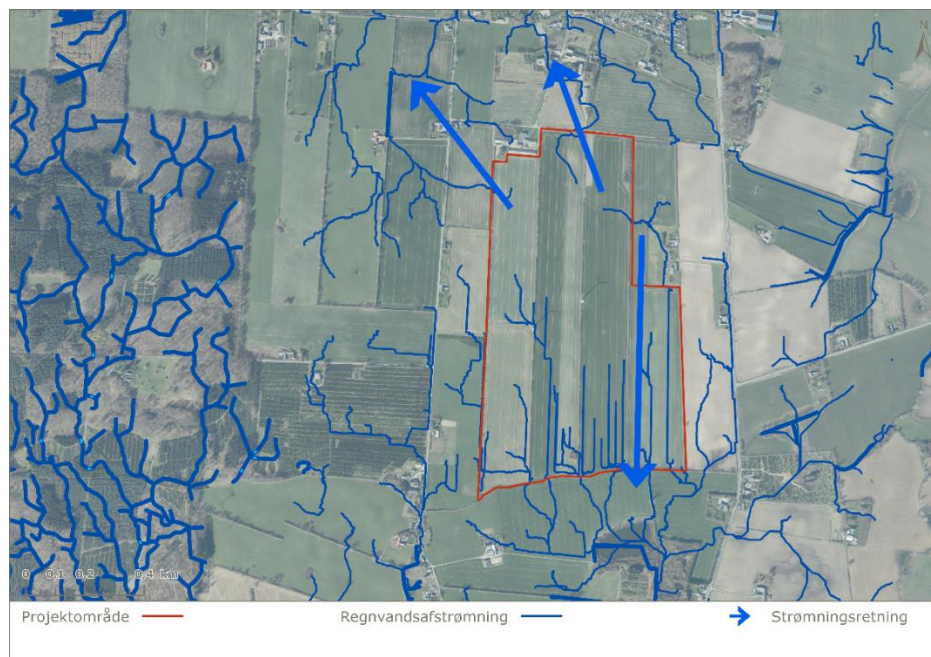 N
0 0,1 0,2 0,4 km
Projektområde
Regnvandsafstrømning
Strømningsretning